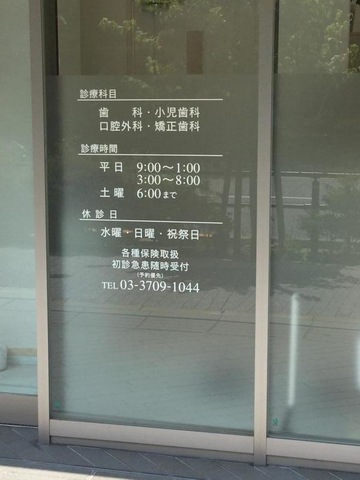 診療科目
歯　科・小児歯科
口腔外科・矯正歯科
診療時間
平日 9:00〜1:00
3:00〜8:00
土曜 6:00まで
休診日
水曜・日曜・祝祭日
各種保険取扱
初診急患随時受付
(予約優先)
TEL 03-3709-1044